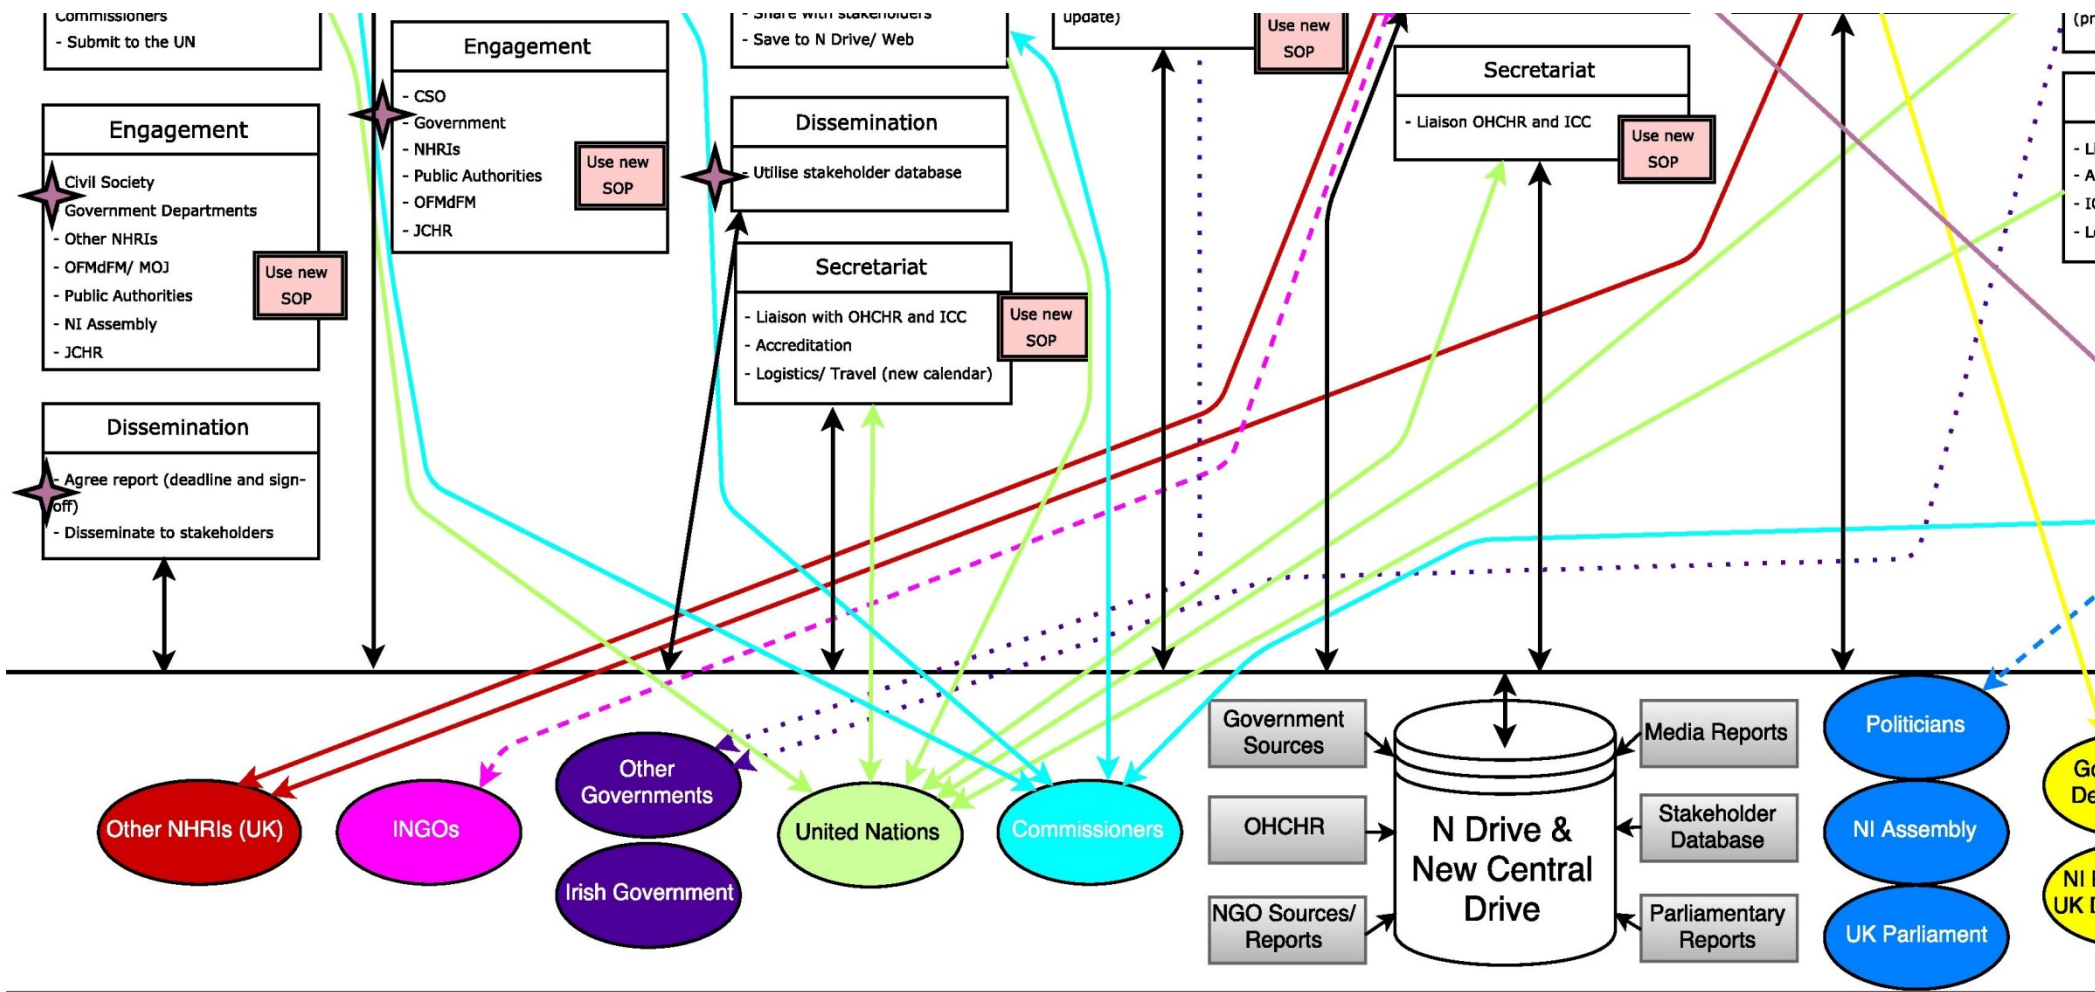 Commissioners
- Submit to the UN
Engagement
Civil Society
Government Departments
- Other NHRIs
- OFMdFM/ MOJ
- Public Authorities
- NI Assembly
- JCHR
Use new
SOP
Dissemination
- Agree report (deadline and sign-
off)
- Disseminate to stakeholders
Engagement
- CSO
- Government
- NHRIs
- Public Authorities
- OFMdFM
- JCHR
Use new
SOP
- Share with stakeholders
- Save to N Drive/ Web
Dissemination
- Utilise stakeholder database
Secretariat
- Liaison with OHCHR and ICC
- Accreditation
- Logistics/ Travel (new calendar)
Use new
SOP
update)
Use new
SOP
Secretariat
- Liaison OHCHR and ICC
Use new
SOP
Other NHRIs (UK)
INGOs
Other
Governments
Irish Government
United Nations
Commissioners
Government
Sources
OHCHR
NGO Sources/
Reports
N Drive &
New Central
Drive
Media Reports
Stakeholder
Database
Parliamentary
Reports
Politicians
NI Assembly
UK Parliament
NI
UK